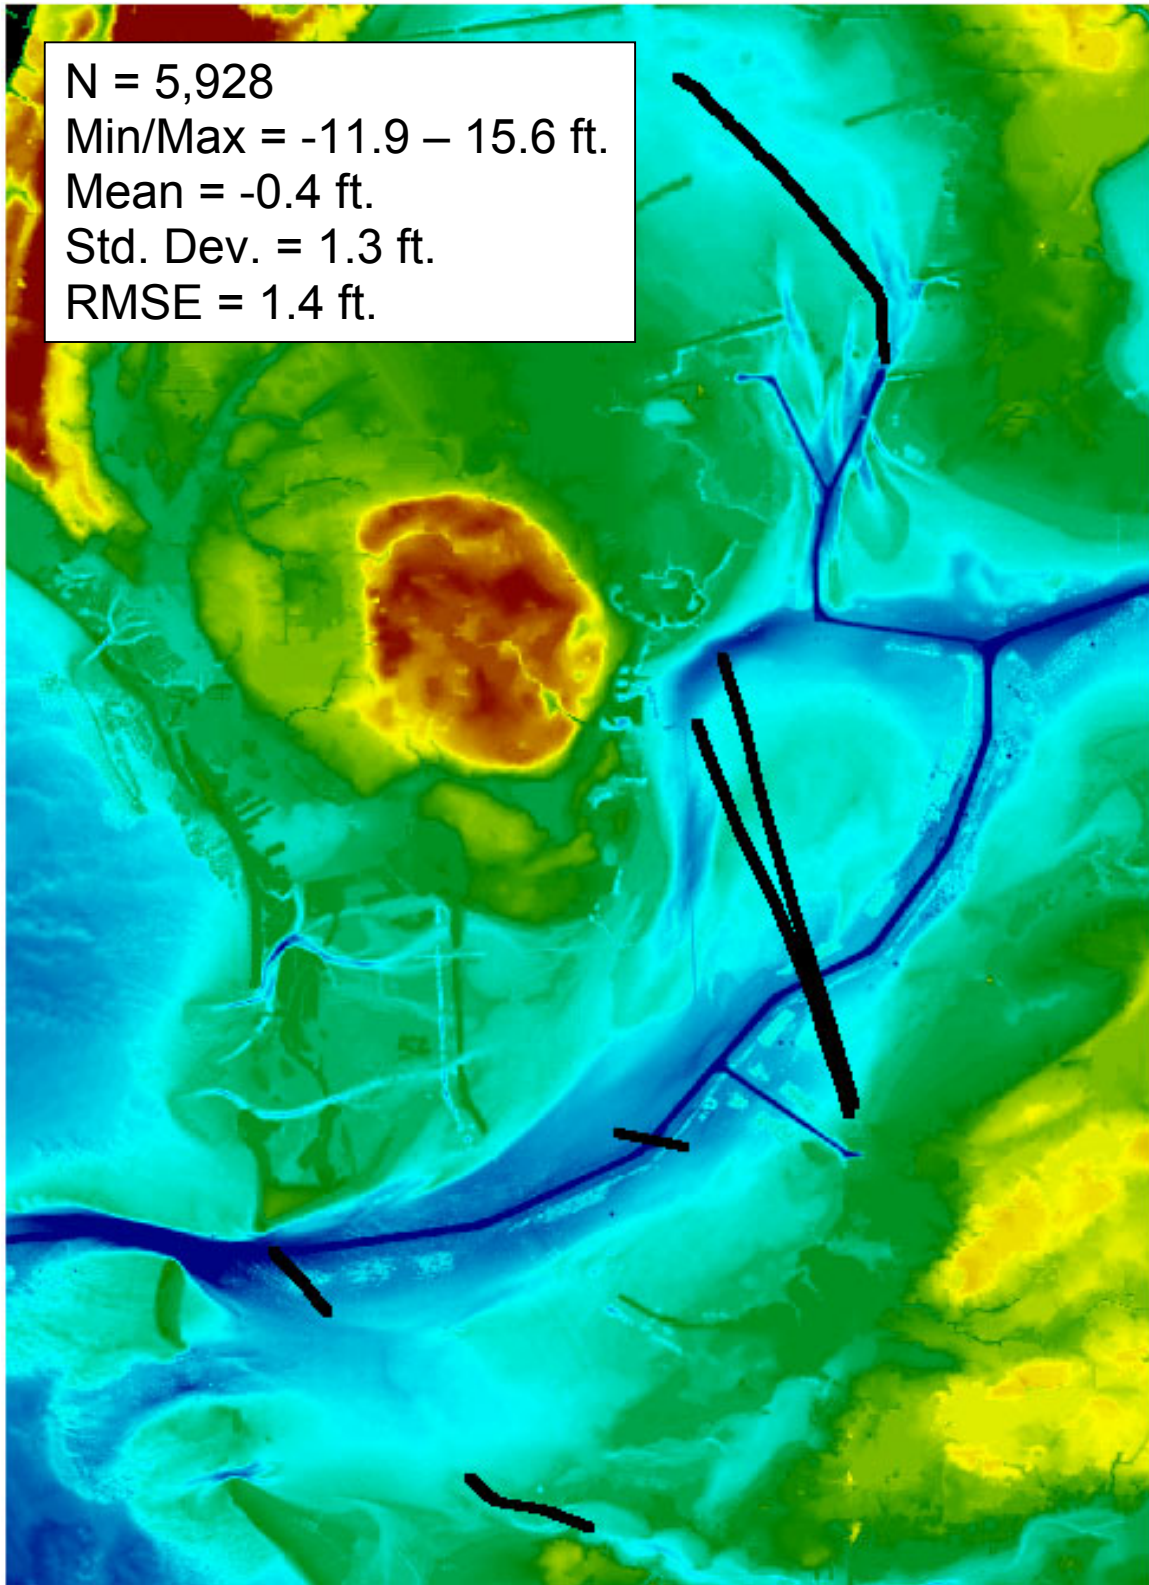 N = 5,928
Min/Max = -11.9 – 15.6 ft.
Mean = -0.4 ft.
Std. Dev. = 1.3 ft.
RMSE = 1.4 ft.